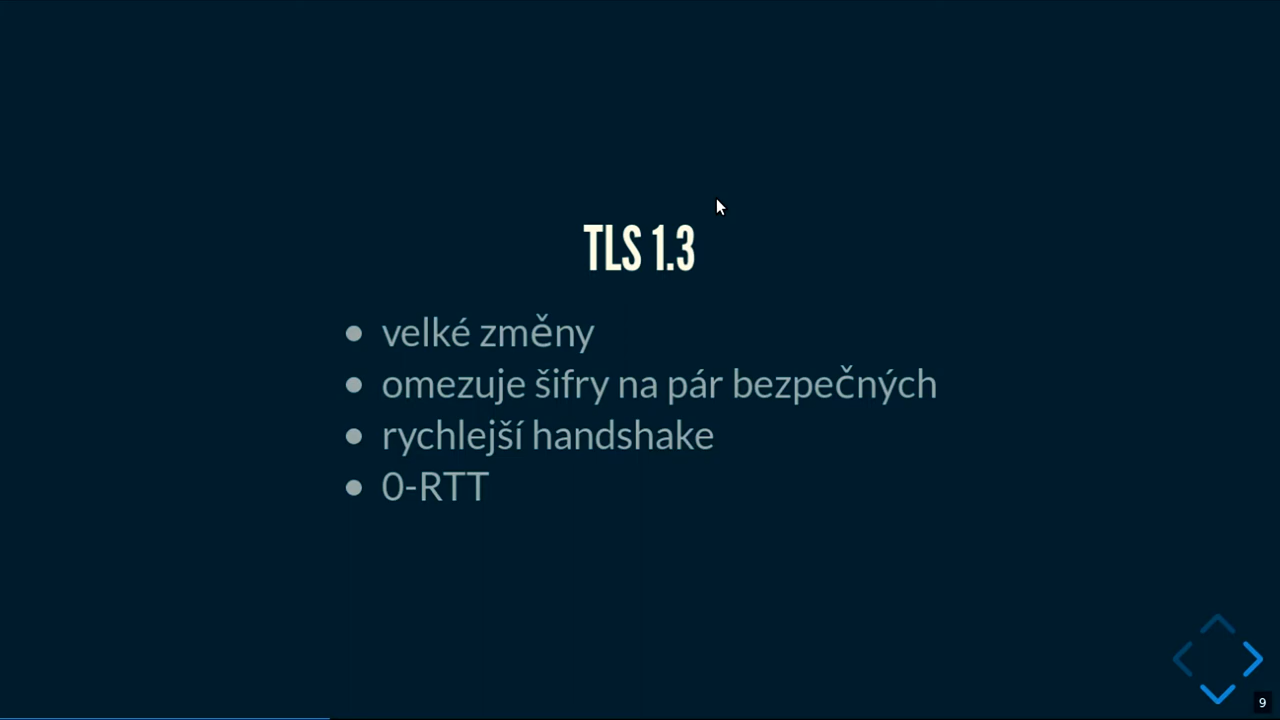 TLS 1.3
velké změny
omezuje šifry na pár bezpečných
rychlejší handshake
0-RTT
9